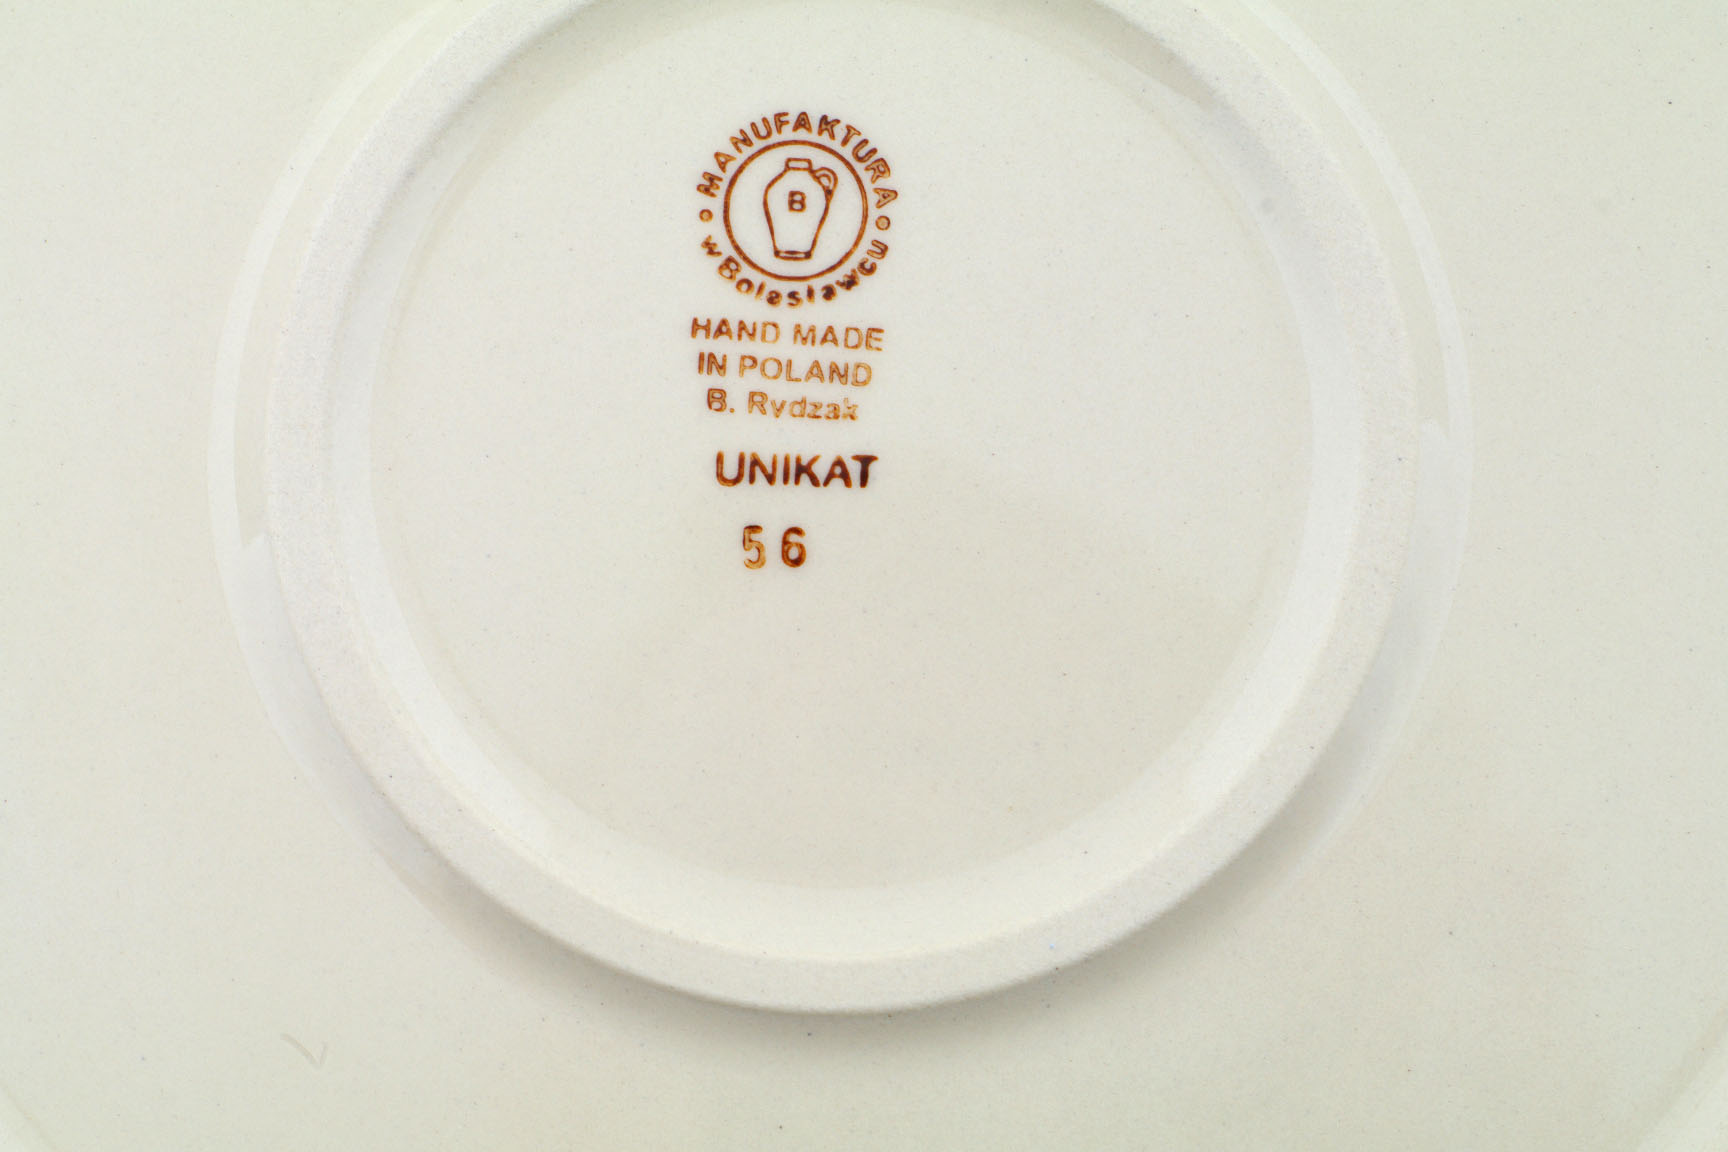 MANUFAKTURA
w Bolesławcu
B
HAND MADE
IN POLAND
B. Rydzak
UNIKAT
56